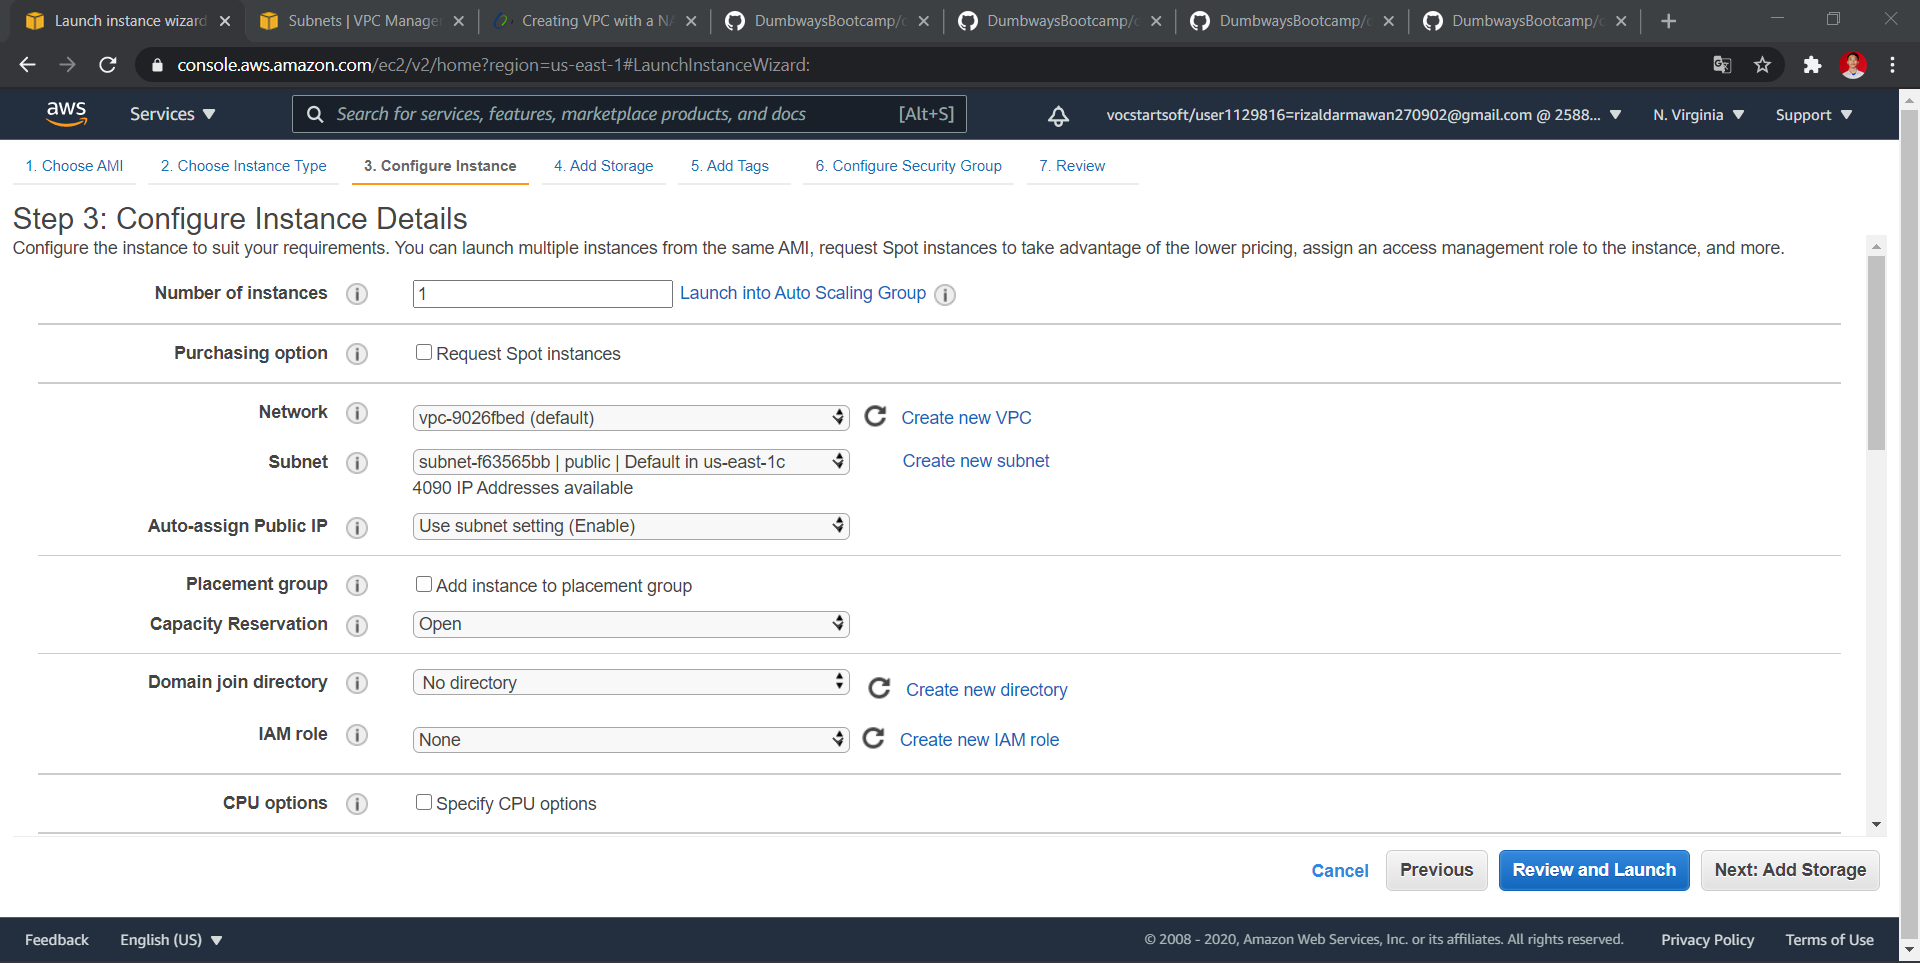 Launch instance wizard
Subnets | VPC Manager
Creating VPC with a NA
DumbwaysBootcamp/
DumbwaysBootcamp/
DumbwaysBootcamp/
DumbwaysBootcamp/
console.aws.amazon.com/ec2/v2/home?region=us-east-1#LaunchInstanceWizard:
aws
Services
Search for services, features, marketplace products, and docs
[Alt+S]
vocstartsoft/user1129816=rizaldarmawan270902@gmail.com @ 2588...
N. Virginia
Support
1. Choose AMI
2. Choose Instance Type
3. Configure Instance
4. Add Storage
5. Add Tags
6. Configure Security Group
7. Review
Step 3: Configure Instance Details
Configure the instance to suit your requirements. You can launch multiple instances from the same AMI, request Spot instances to take advantage of the lower pricing, assign an access management role to the instance, and more.
Number of instances
1
Launch into Auto Scaling Group
Purchasing option
Request Spot instances
Network
vpc-9026fbed (default)
Create new VPC
Subnet
subnet-f63565bb | public | Default in us-east-1c
Create new subnet
4090 IP Addresses available
Auto-assign Public IP
Use subnet setting (Enable)
Placement group
Add instance to placement group
Capacity Reservation
Open
Domain join directory
No directory
Create new directory
IAM role
None
Create new IAM role
CPU options
Specify CPU options
Cancel
Previous
Review and Launch
Next: Add Storage
Feedback
English (US)
© 2008 - 2020, Amazon Web Services, Inc. or its affiliates. All rights reserved.
Privacy Policy
Terms of Use